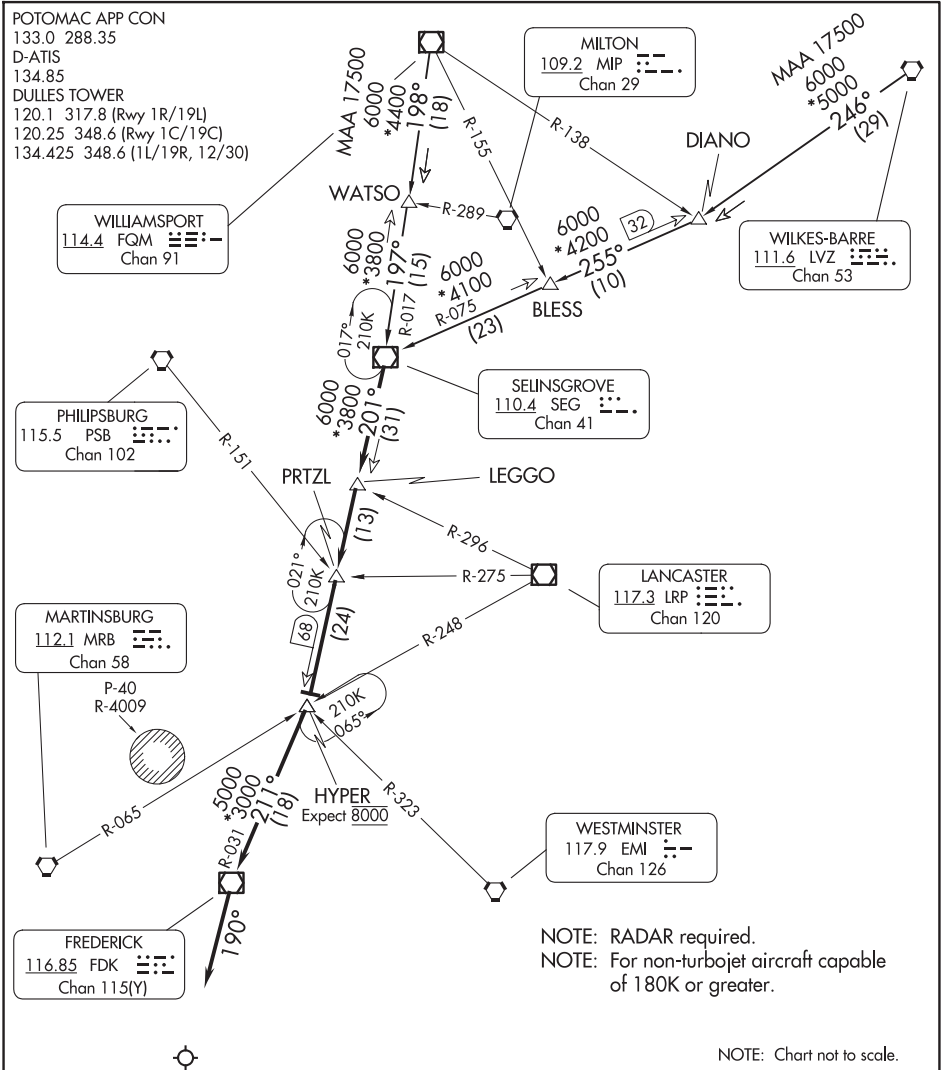 POTOMAC APP CON
133.0 288.35
D-ATIS
134.85
DULLES TOWER
120.1 317.8 (Rwy 1R/19L)
120.25 348.6 (Rwy 1C/19C)
134.425 348.6 (1L/19R, 12/30)
MAA 17500
6000
*4400
198°
(18)
MILTON
109.2 MIP
Chan 29
MAA 17500
6000
*5000
246°
(29)
R-155
R-138
DIANO
WATSO
R-289
WILLIAMSPORT
114.4 FQM
Chan 91
6000
*4200
32
255°
(10)
WILKES-BARRE
111.6 LVZ
Chan 53
6000
*3800
197°
(15)
R-017
017°
210K
6000
*4100
R-075
(23)
BLESS
SELINSGROVE
110.4 SEG
Chan 41
6000
*3800
201°
(31)
PHILIPSBURG
115.5 PSB
Chan 102
R-151
PRTZL
LEGGO
(13)
R-296
021°
210K
R-275
LANCASTER
117.3 LRP
Chan 120
68
(24)
R-248
MARTINSBURG
112.1 MRB
Chan 58
P-40
R-4009
210K
065°
HYPER
Expect 8000
R-065
5000
*3000
211°
(18)
R-031
R-323
WESTMINSTER
117.9 EMI
Chan 126
190°
FREDERICK
116.85 FDK
Chan 115(Y)
NOTE: RADAR required.
NOTE: For non-turbojet aircraft capable
of 180K or greater.
NOTE: Chart not to scale.